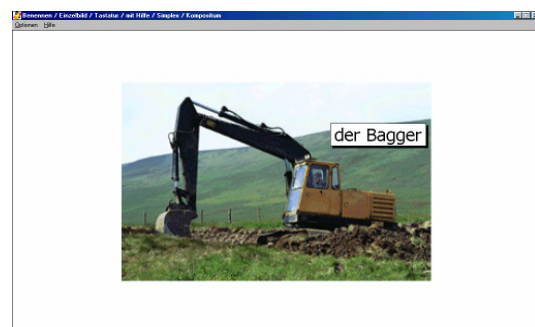 Benennen / Einzelbild / Tastatur / mit Hilfe / Simplex / Kompositum
Optionen Hilfe
der Bagger